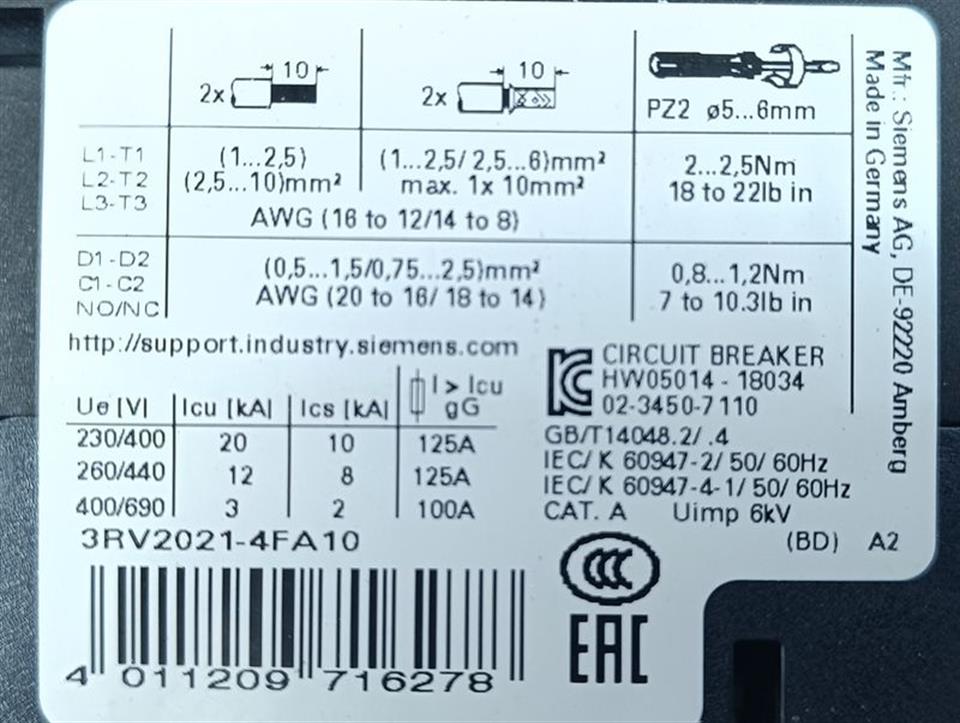 10
2x
10
2x
PZ2 ø5...6mm
L1-T1
L2-T2
L3-T3
(1...2,5)
(2,5...10)mm²
(1...2,5/ 2,5...6)mm²
max. 1x 10mm²
AWG (16 to 12/14 to 8)
2...2,5Nm
18 to 22lb in
D1-D2
C1-C2
NO/NC
(0,5...1,5/0,75...2,5)mm²
AWG (20 to 16/ 18 to 14)
0,8...1,2Nm
7 to 10.3lb in
http://support.industry.siemens.com
Ue [V] Icu [kA] Ics [kA] I > Icu gG
230/400 20 10 125A
260/440 12 8 125A
400/690 3 2 100A
3RV2021-4FA10
4 011209 716278
KC
CIRCUIT BREAKER
HW05014-18034
02-3450-7110
GB/T14048.2/ .4
IEC/ K 60947-2/ 50/ 60Hz
IEC/ K 60947-4-1/ 50/ 60Hz
CAT. A Uimp 6kV
(BD) A2
CCC
EAC
Mfr.: Siemens AG, DE-92220 Amberg
Made in Germany